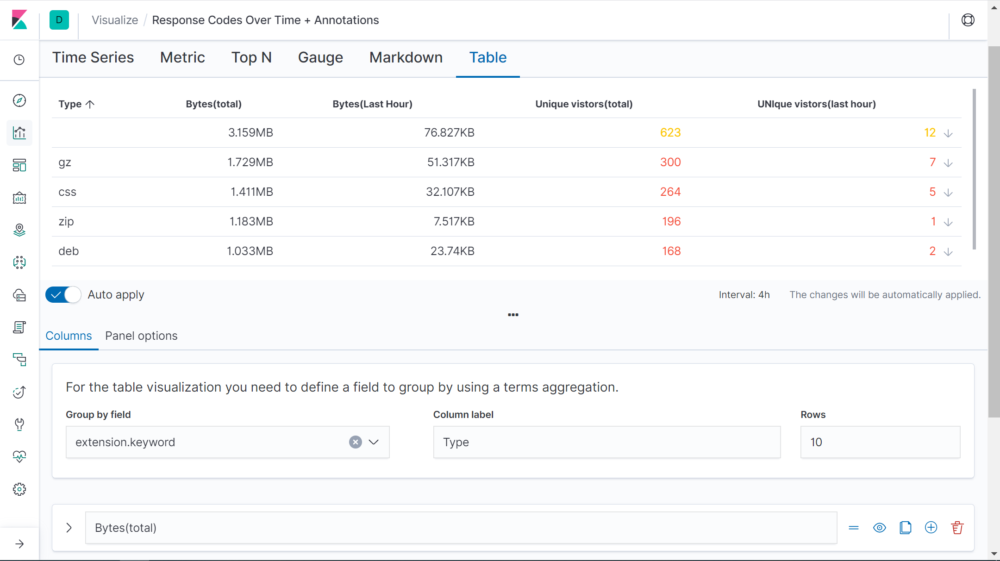 D Visualize / Response Codes Over Time + Annotations
Time Series Metric Top N Gauge Markdown Table
Type Bytes(total) Bytes(Last Hour) Unique vistors(total) UNIque vistors(last hour)
3.159MB 76.827KB 623 12
gz 1.729MB 51.317KB 300 7
css 1.411MB 32.107KB 264 5
zip 1.183MB 7.517KB 196 1
deb 1.033MB 23.74KB 168 2
Auto apply Interval: 4h The changes will be automatically applied.
Columns Panel options
For the table visualization you need to define a field to group by using a terms aggregation.
Group by field Column label Rows
extension.keyword Type 10
Bytes(total)